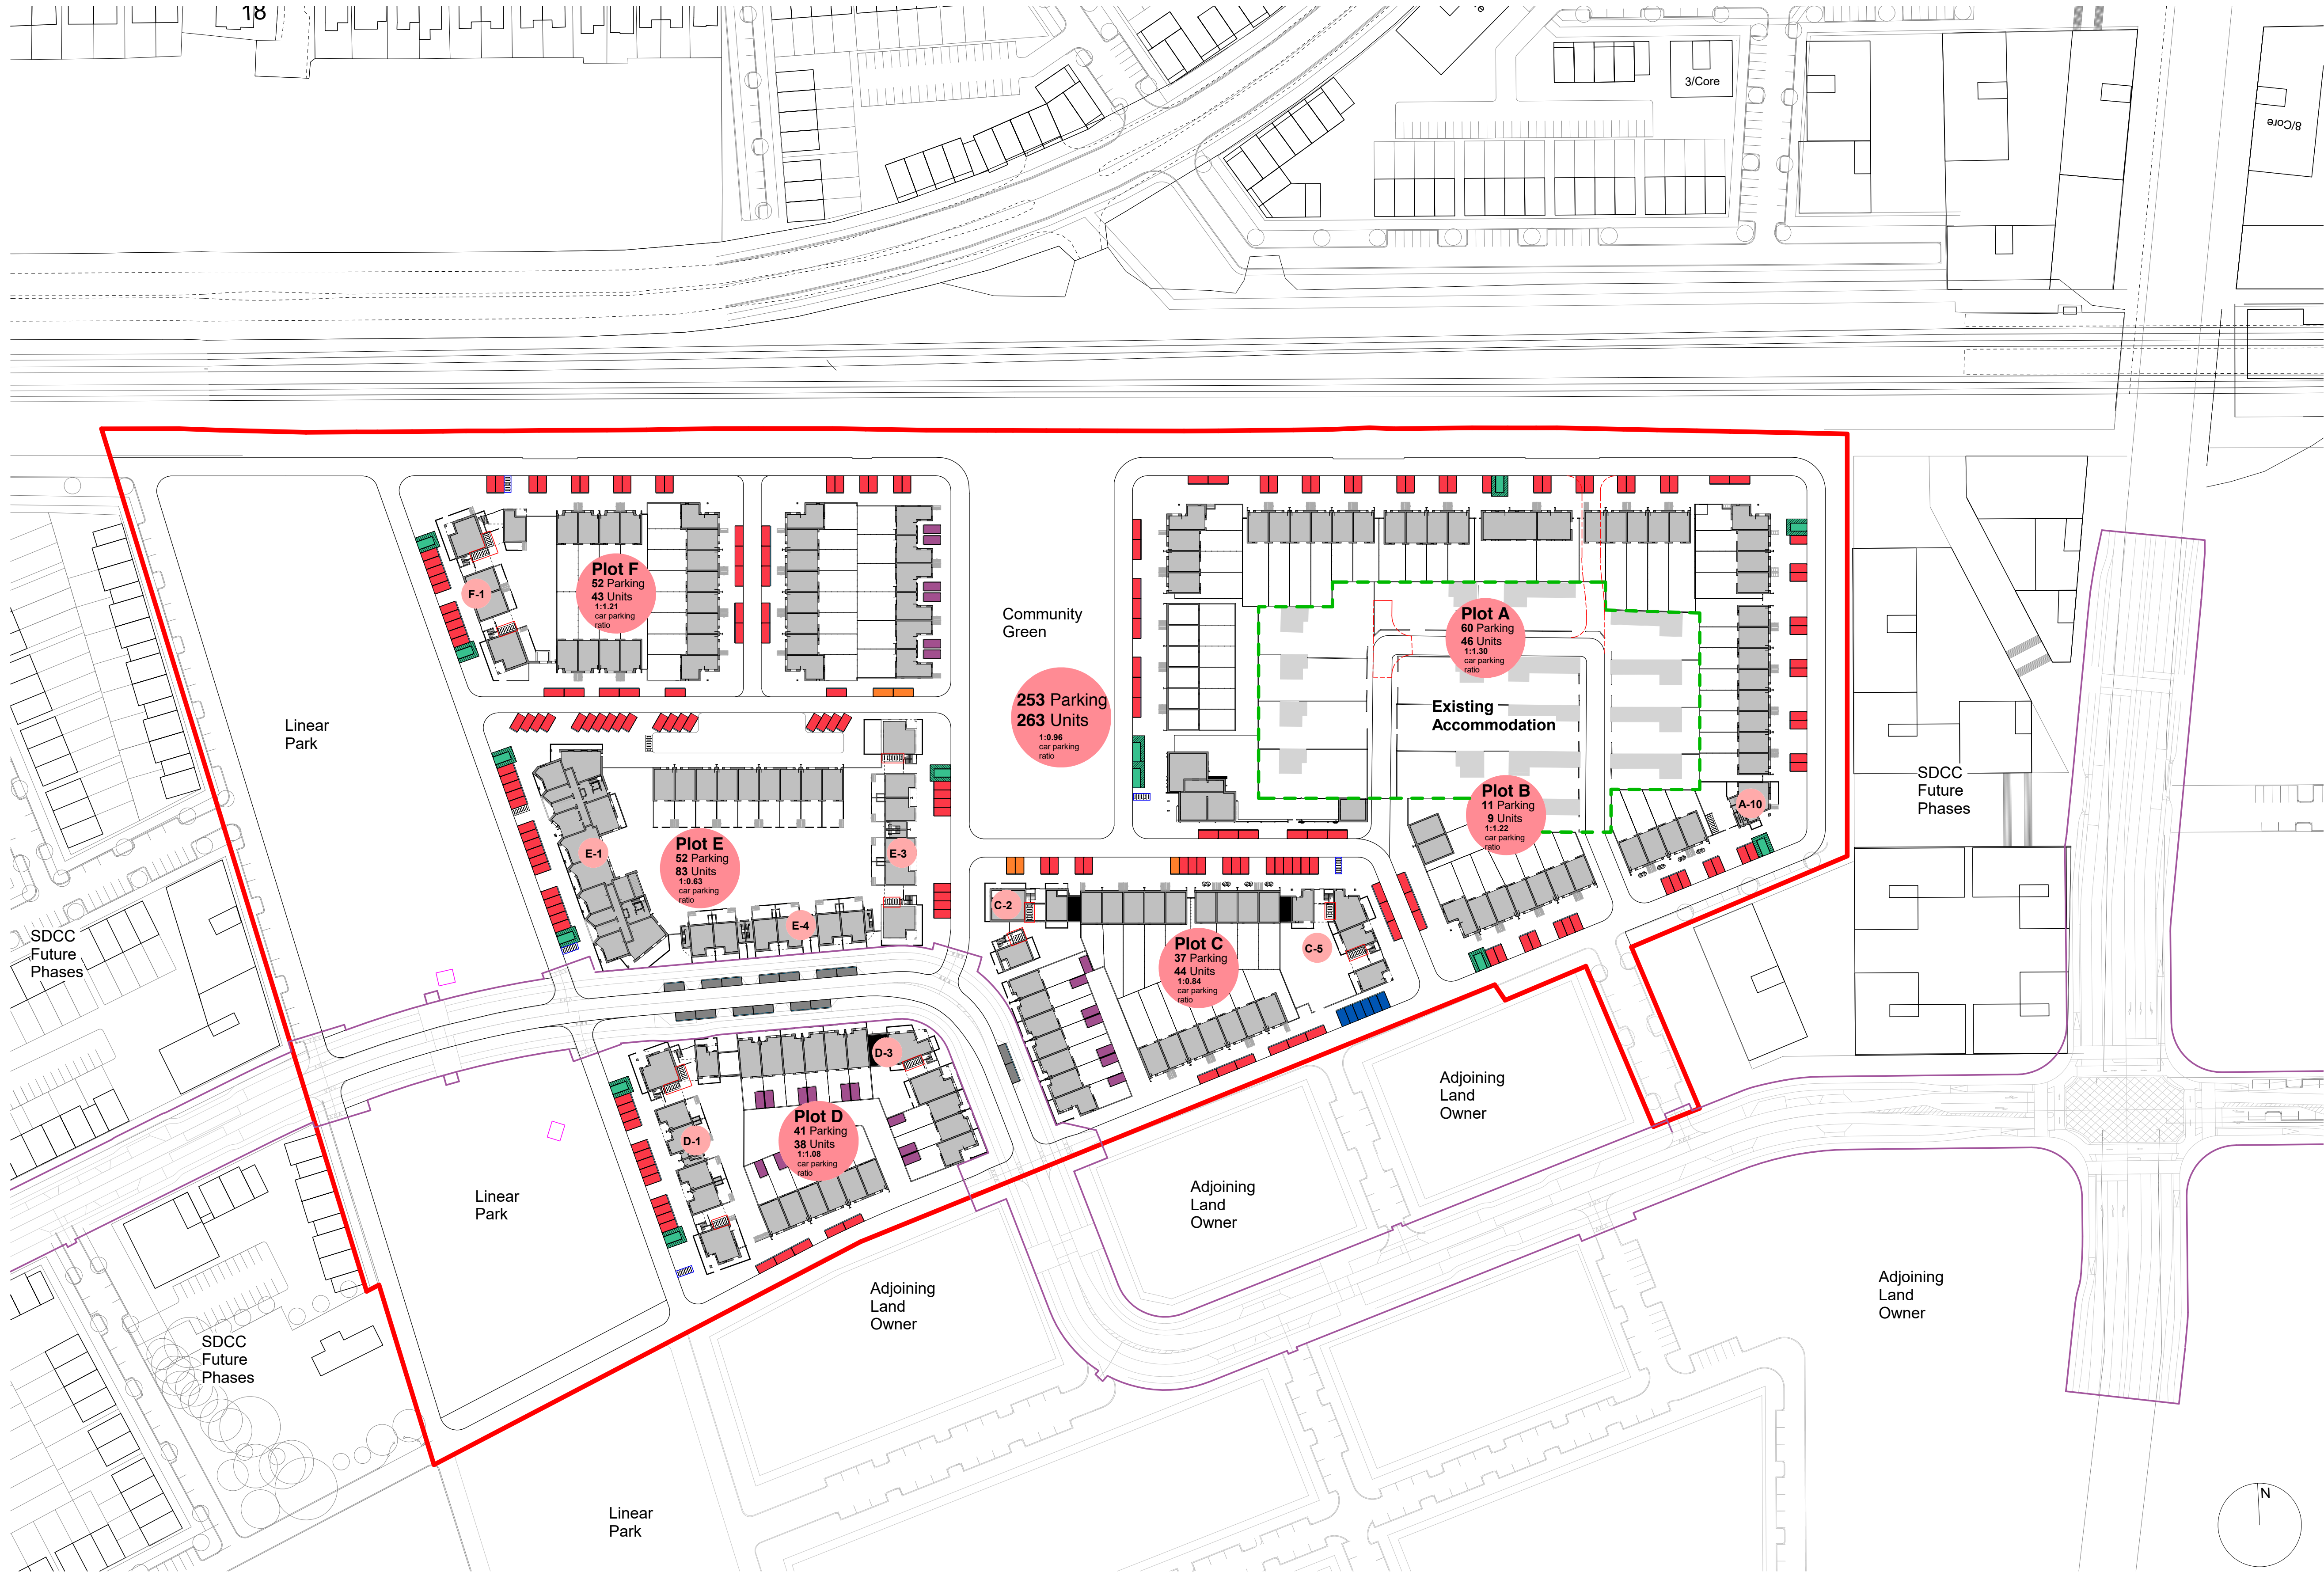 18
3/Core
8/Core
Plot F
52 Parking
43 Units
1:1.21
car parking
ratio
F-1
Community
Green
Plot A
60 Parking
46 Units
1:1.30
car parking
ratio
253 Parking
263 Units
1:0.96
car parking
ratio
Existing
Accommodation
Linear
Park
SDCC
Future
Phases
Plot B
11 Parking
9 Units
1:1.22
car parking
ratio
A-10
E-1
Plot E
52 Parking
83 Units
1:0.63
car parking
ratio
E-3
E-4
C-2
Plot C
37 Parking
44 Units
1:0.84
car parking
ratio
C-5
SDCC
Future
Phases
D-3
Plot D
41 Parking
38 Units
1:1.08
car parking
ratio
D-1
Adjoining
Land
Owner
Linear
Park
Adjoining
Land
Owner
Adjoining
Land
Owner
Adjoining
Land
Owner
SDCC
Future
Phases
Linear
Park
N